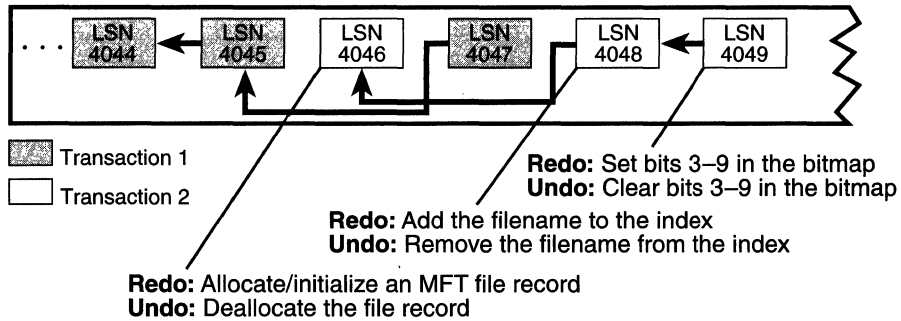 . . . LSN 4044 LSN 4045 LSN 4046 LSN 4047 LSN 4048 LSN 4049
Transaction 1
Transaction 2
Redo: Set bits 3–9 in the bitmap
Undo: Clear bits 3–9 in the bitmap
Redo: Add the filename to the index
Undo: Remove the filename from the index
Redo: Allocate/initialize an MFT file record
Undo: Deallocate the file record